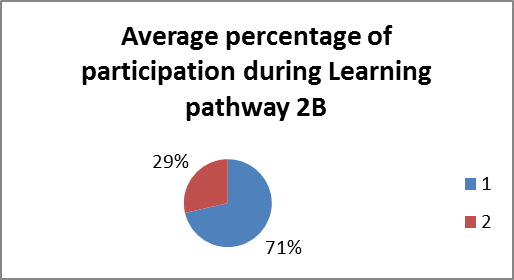 Average percentage of
participation during Learning
pathway 2B
29%
71%
1
2